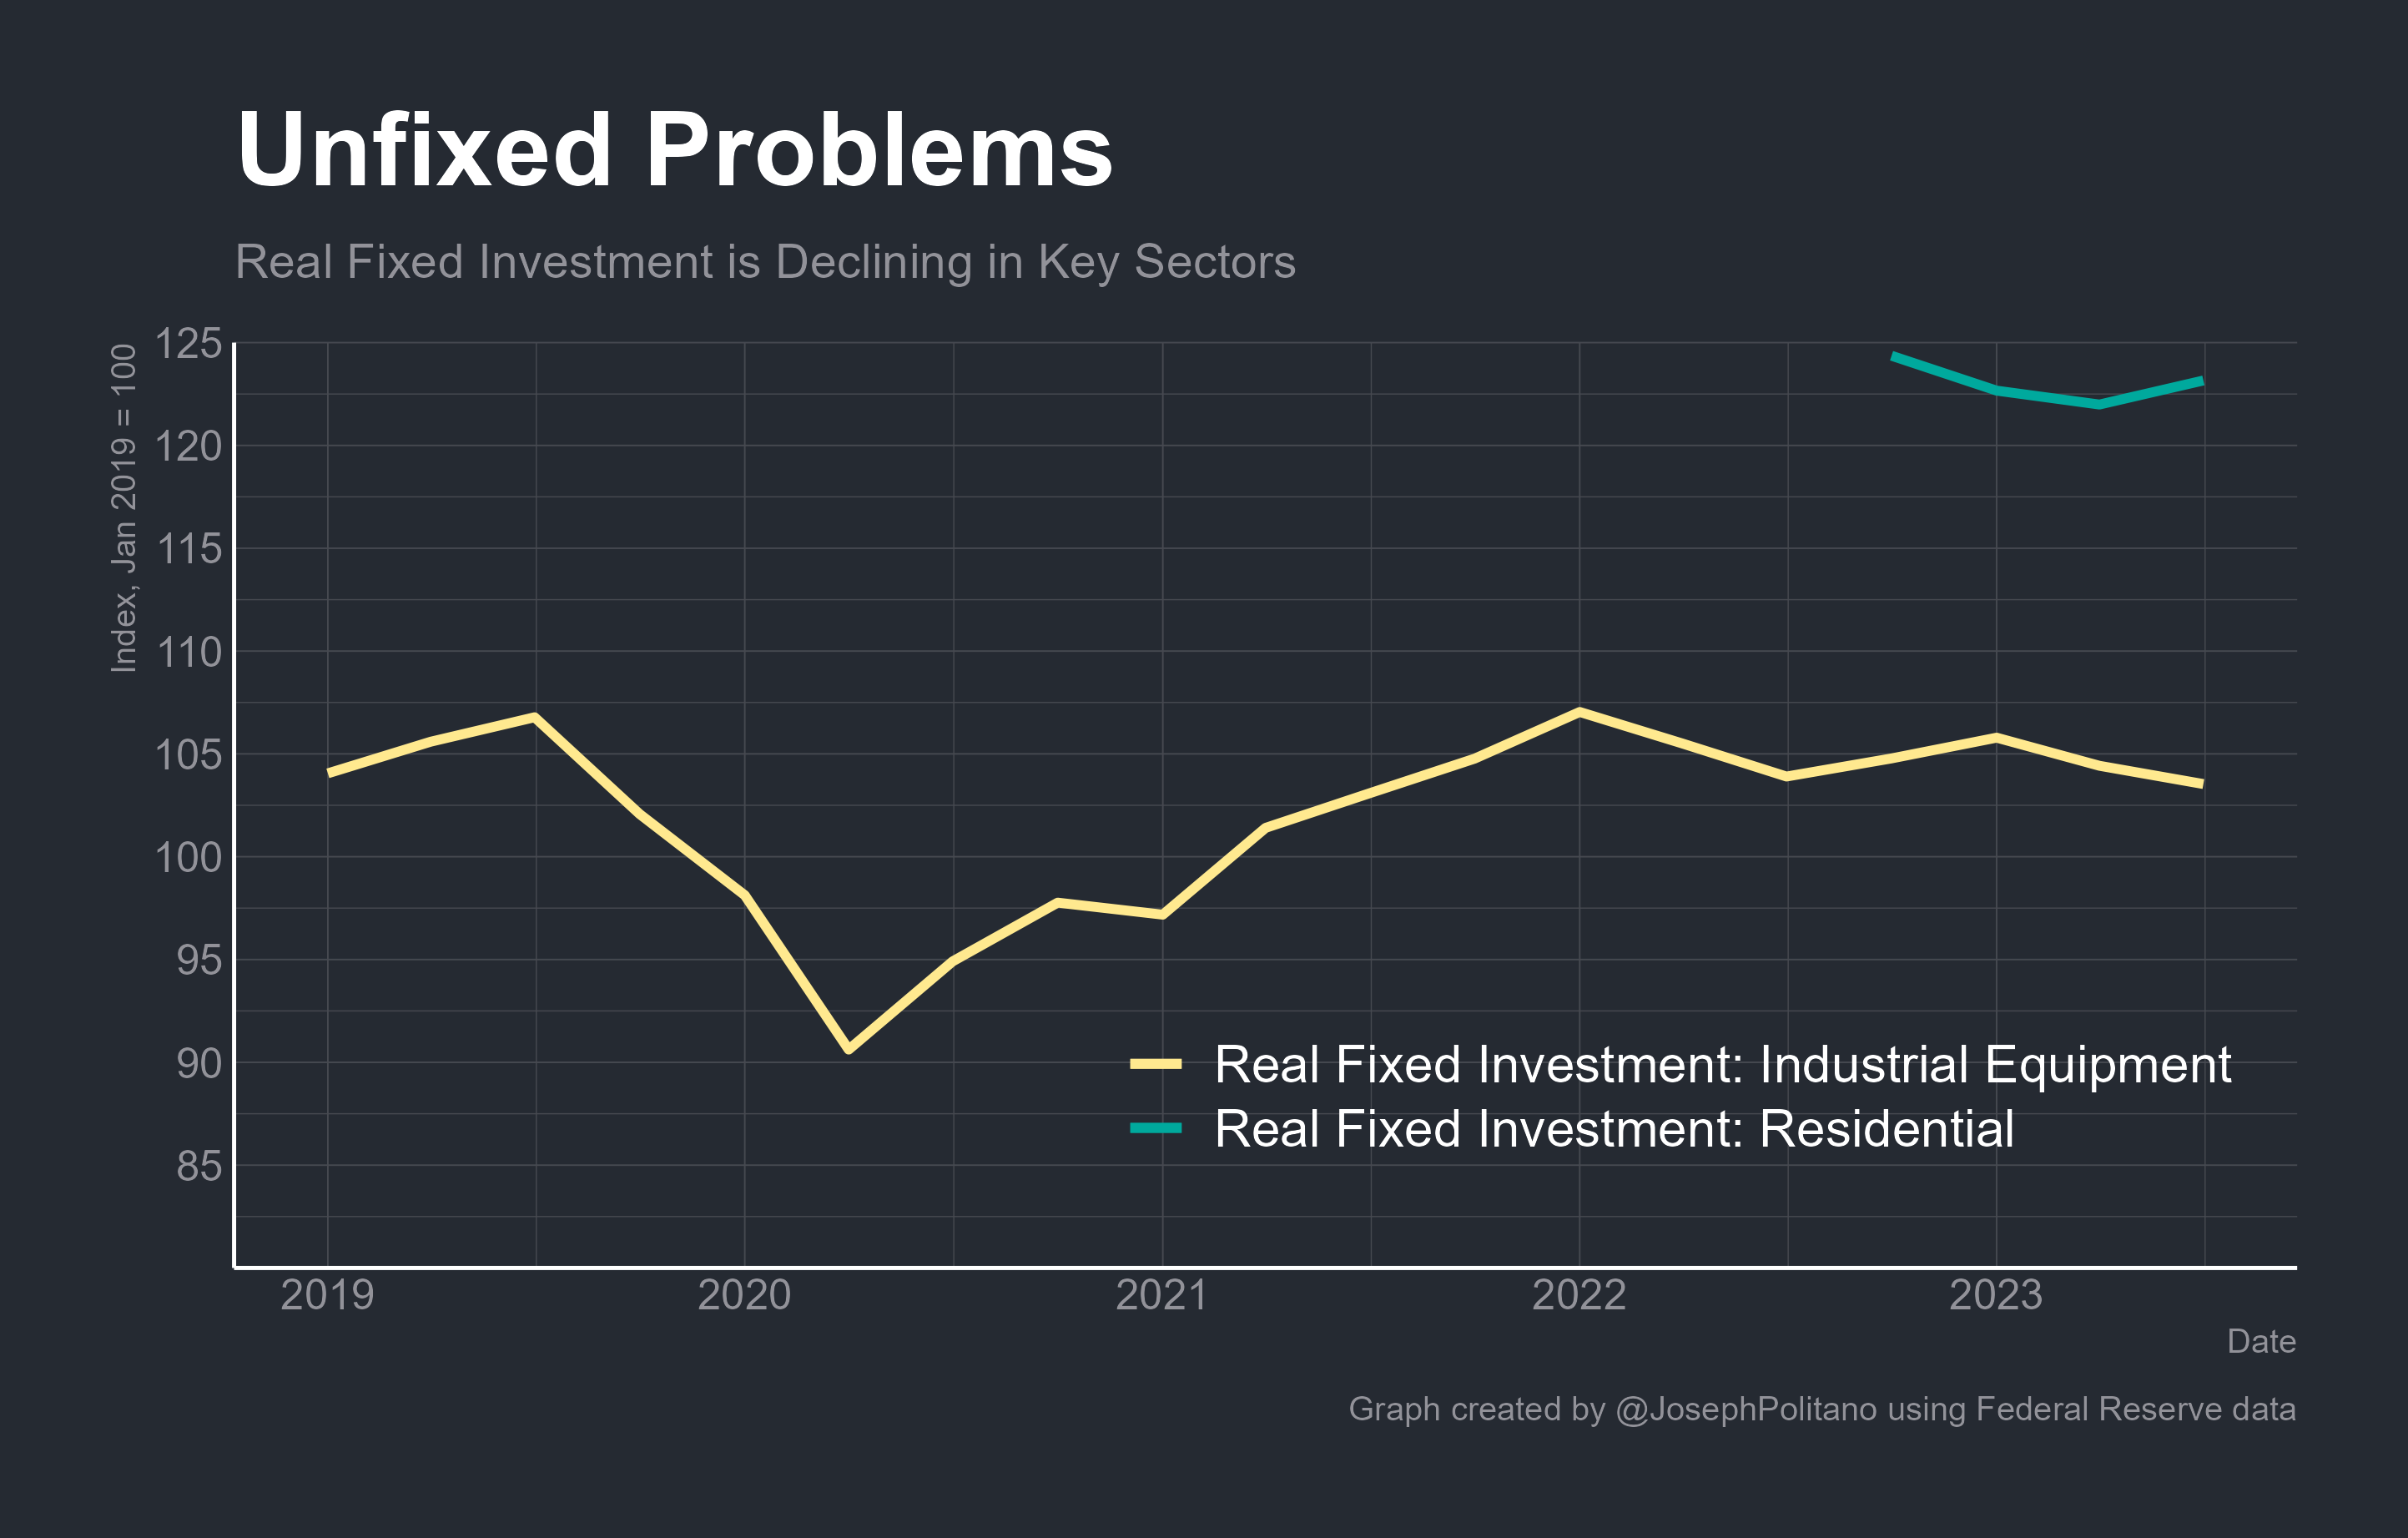 Unfixed Problems
Real Fixed Investment is Declining in Key Sectors
Index, Jan 2019 = 100
125
120
115
110
105
100
95
90
85
Real Fixed Investment: Industrial Equipment
Real Fixed Investment: Residential
2019
2020
2021
2022
2023
Date
Graph created by @JosephPolitano using Federal Reserve data